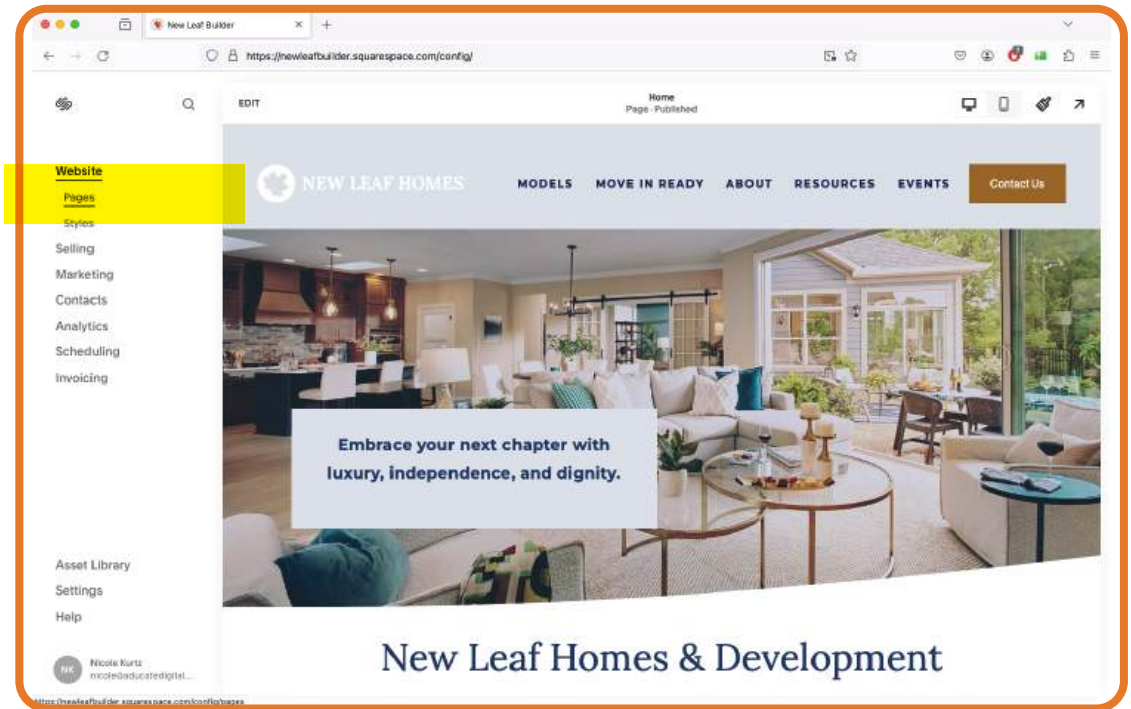 New Leaf Builder
https://newleafbuilder.squarespace.com/config/
EDIT
Home
Page · Published
Website
Pages
Styles
Selling
Marketing
Contacts
Analytics
Scheduling
Invoicing
Asset Library
Settings
Help
NK
Nicole Kurtz
nicole@aducatedigital...
https://newleafbuilder.squarespace.com/config/pages
NEW LEAF HOMES
MODELS MOVE IN READY ABOUT RESOURCES EVENTS Contact Us
Embrace your next chapter with
luxury, independence, and dignity.
New Leaf Homes & Development